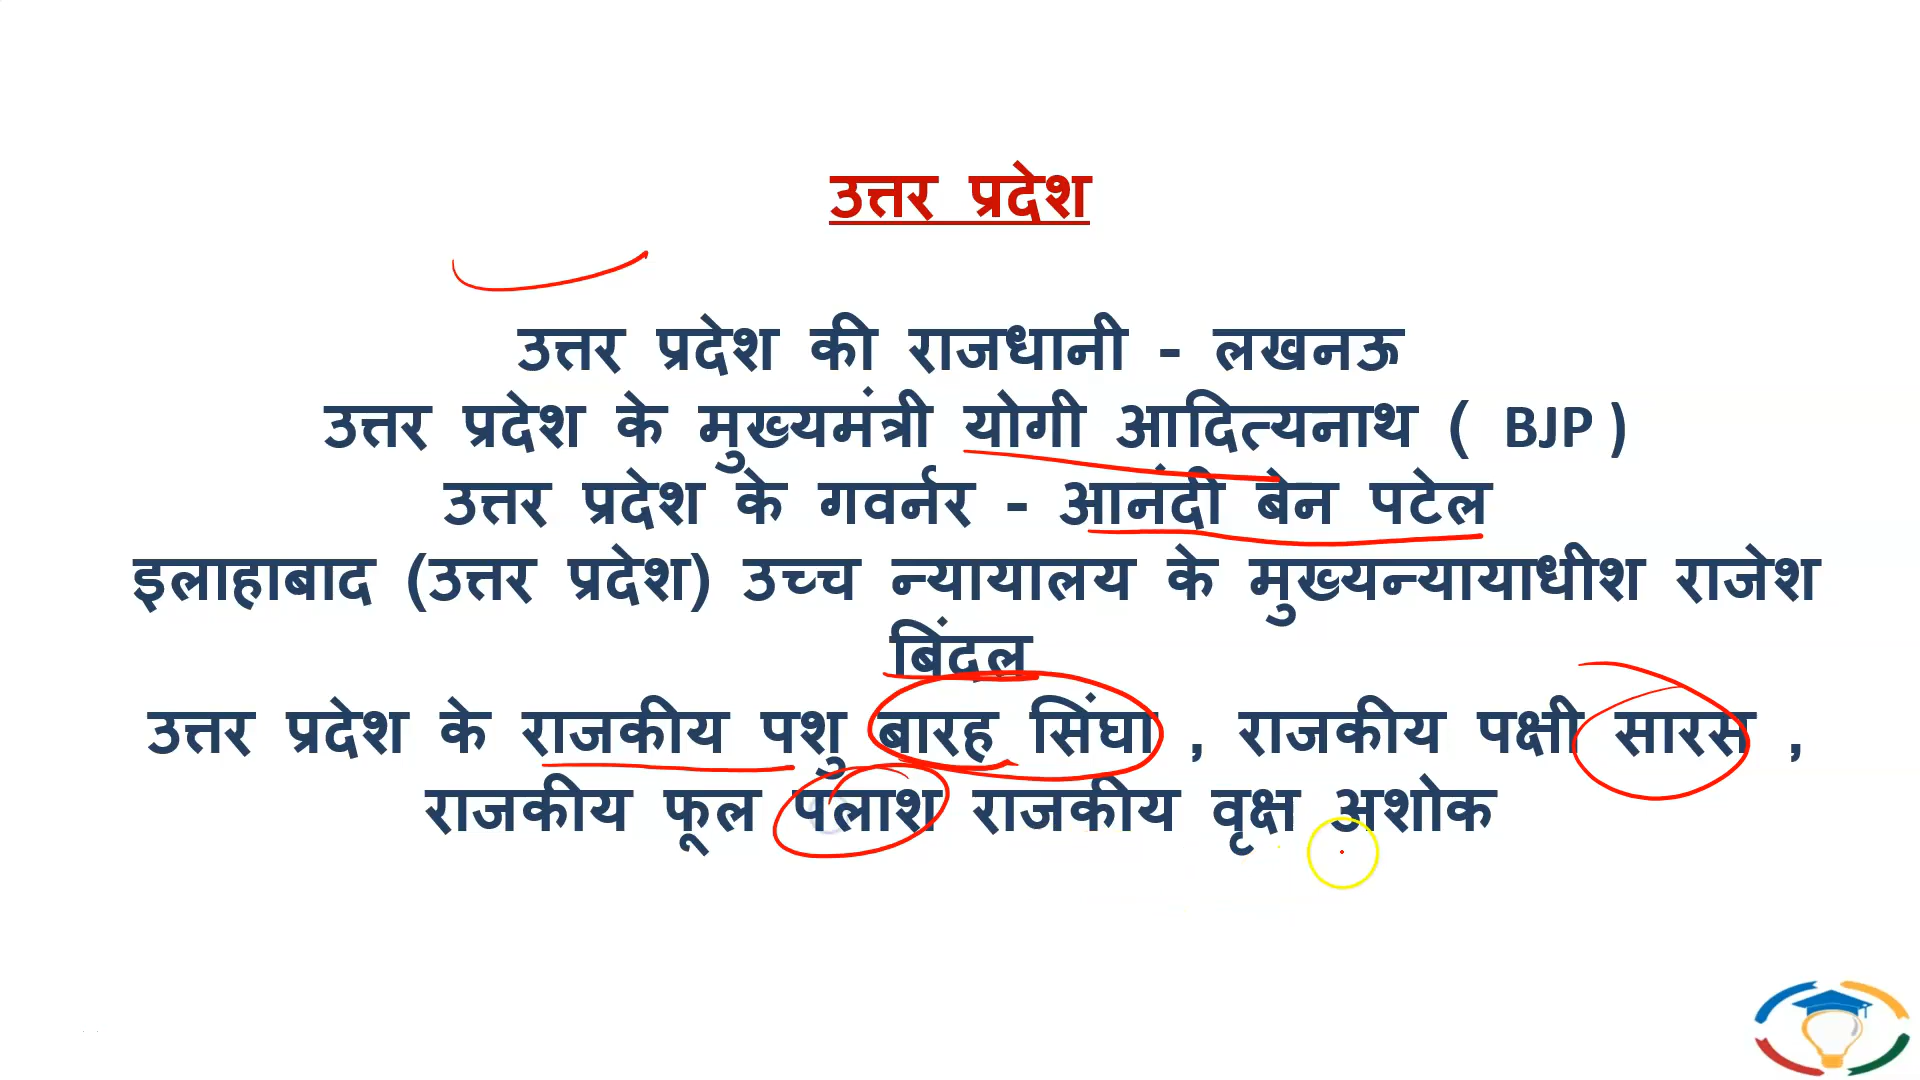 उत्तर प्रदेश
उत्तर प्रदेश की राजधानी - लखनऊ
उत्तर प्रदेश के मुख्यमंत्री योगी आदित्यनाथ ( BJP )
उत्तर प्रदेश के गवर्नर - आनंदी बेन पटेल
इलाहाबाद (उत्तर प्रदेश) उच्च न्यायालय के मुख्यन्यायाधीश राजेश
बिंदल
उत्तर प्रदेश के राजकीय पशु बारह सिंघा , राजकीय पक्षी सारस ,
राजकीय फूल पलाश राजकीय वृक्ष अशोक